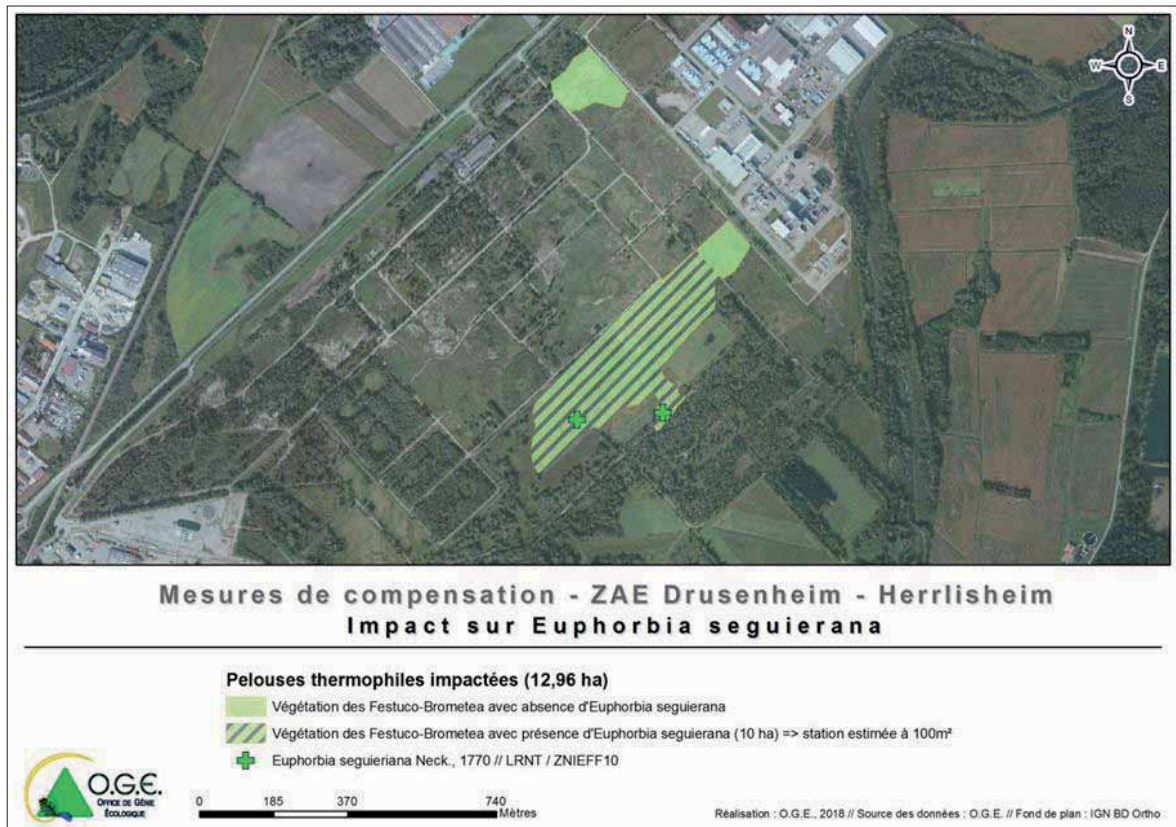 N
W E
S
Mesures de compensation - ZAE Drusenheim - Herrlisheim
Impact sur Euphorbia seguierana
Pelouses thermophiles impactées (12,96 ha)
Végétation des Festuco-Brometea avec absence d'Euphorbia seguierana
Végétation des Festuco-Brometea avec présence d'Euphorbia seguierana (10 ha) => station estimée à 100m²
Euphorbia seguieriana Neck., 1770 // LRNT / ZNIEFF10
O.G.E.
OFFICE DE GÉNIE
ÉCOLOGIQUE
0 185 370 740
Mètres
Réalisation : O.G.E., 2018 // Source des données : O.G.E. // Fond de plan : IGN BD Ortho